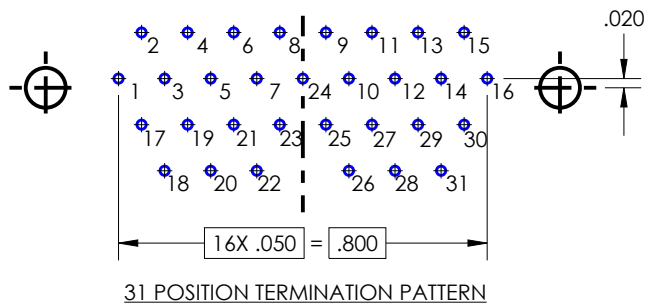 .020
2 4 6 8 9 11 13 15
1 3 5 7 24 10 12 14 16
17 19 21 23 25 27 29 30
18 20 22 26 28 31
16X .050 = .800
31 POSITION TERMINATION PATTERN